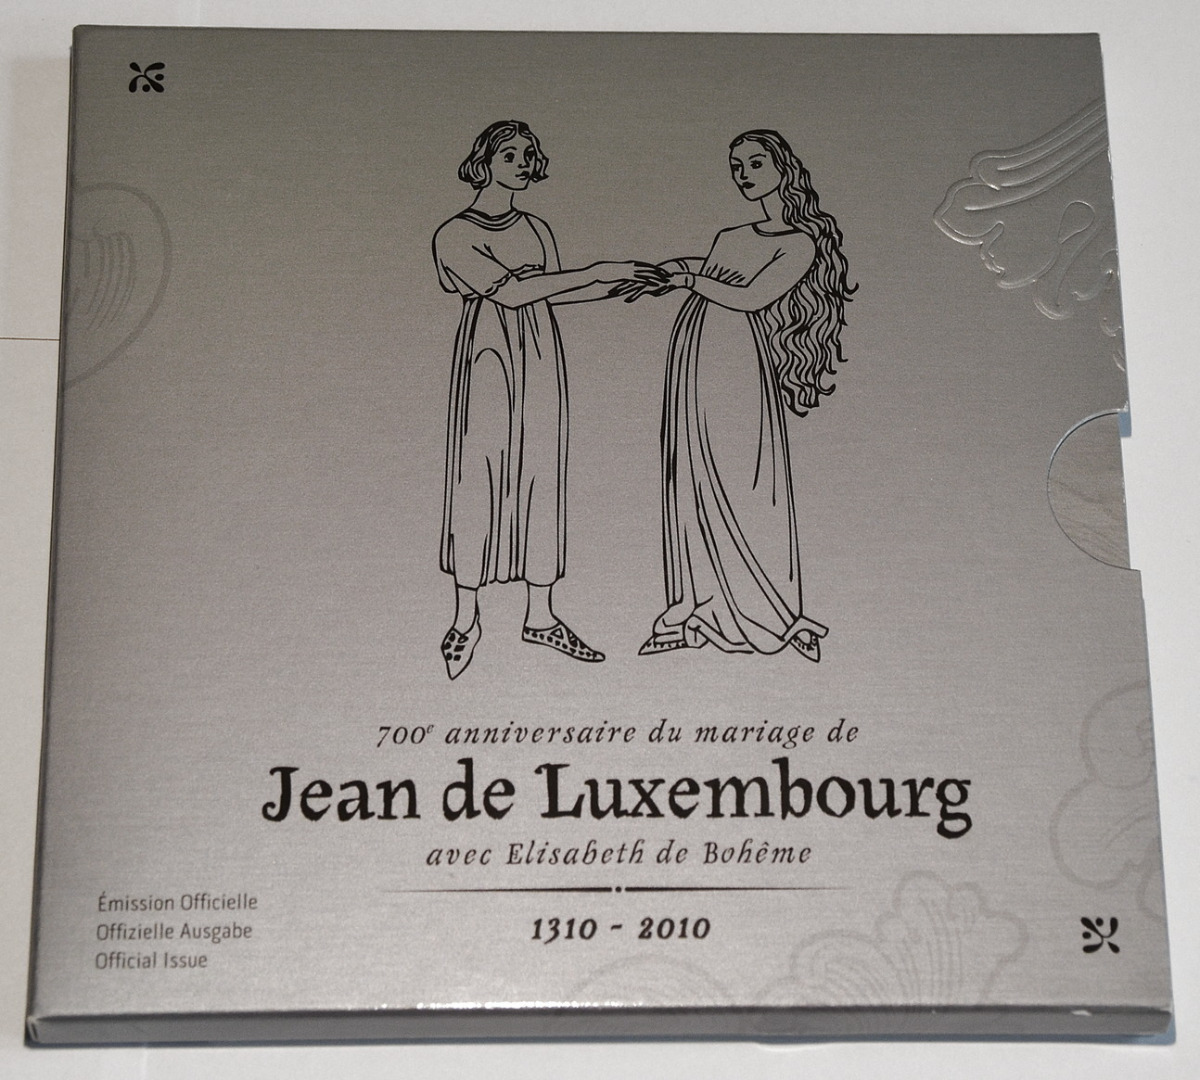 700e anniversaire du mariage de
Jean de Luxembourg
avec Elisabeth de Bohême
1310 - 2010
Émission Officielle
Offizielle Ausgabe
Official Issue